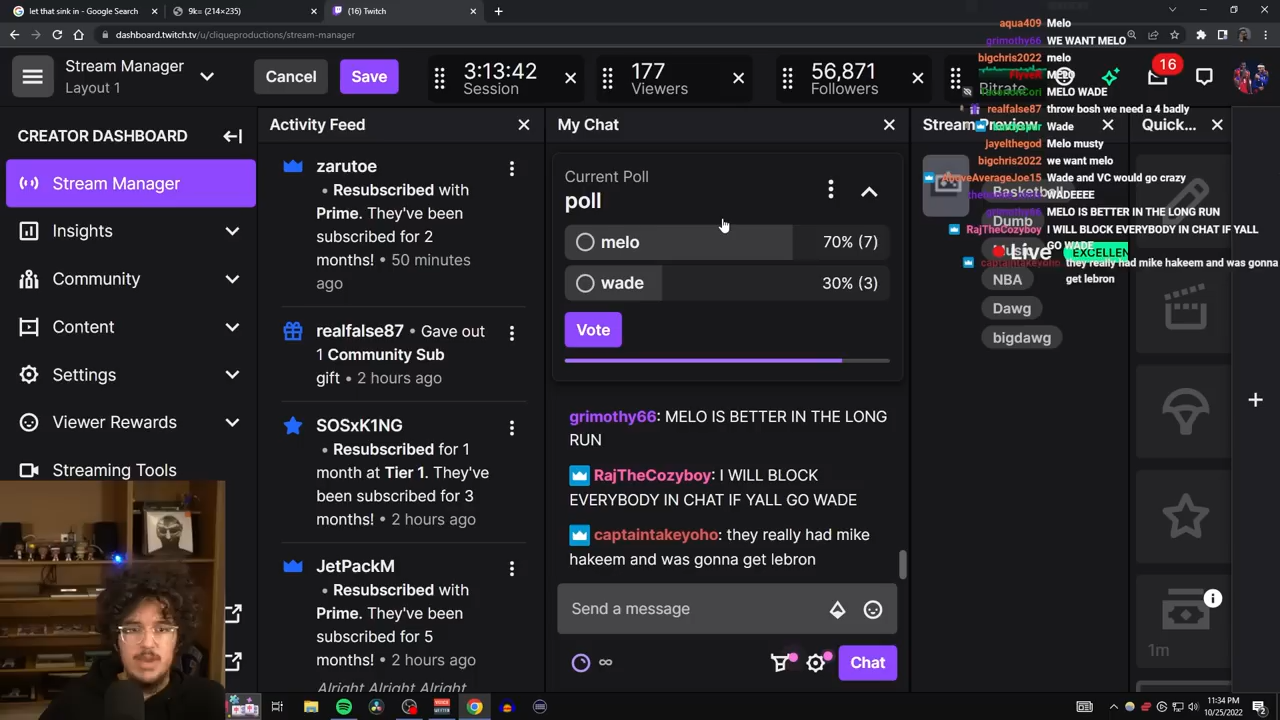 let that sink in - Google Search
9k= (214×235)
(16) Twitch
dashboard.twitch.tv/u/cliqueproductions/stream-manager
Stream Manager
Layout 1
Cancel
Save
3:13:42
Session
177
Viewers
56,871
Followers
Bitrate
16
aqua409 Melo
grimothy66 WE WANT MELO
bigchris2022 melo
MELO
MELO WADE
realfalse87 throw bosh we need a 4 badly
Wade
jayelthegod Melo musty
bigchris2022 we want melo
AboveAverageJoe15 Wade and VC would go crazy
WADEEEE
grimothy66 MELO IS BETTER IN THE LONG RUN
RajTheCozyboy I WILL BLOCK EVERYBODY IN CHAT IF YALL
GO WADE
captaintakeyoho they really had mike hakeem and was gonna
get lebron
CREATOR DASHBOARD
Stream Manager
Insights
Community
Content
Settings
Viewer Rewards
Streaming Tools
Activity Feed
zarutoe
• Resubscribed with
Prime. They've been
subscribed for 2
months! • 50 minutes
ago
realfalse87 • Gave out
1 Community Sub
gift • 2 hours ago
SOSxK1NG
• Resubscribed for 1
month at Tier 1. They've
been subscribed for 3
months! • 2 hours ago
JetPackM
• Resubscribed with
Prime. They've been
subscribed for 5
months! • 2 hours ago
Alright Alright Alright
My Chat
Current Poll
poll
melo 70% (7)
wade 30% (3)
Vote
grimothy66: MELO IS BETTER IN THE LONG
RUN
RajTheCozyboy: I WILL BLOCK
EVERYBODY IN CHAT IF YALL GO WADE
captaintakeyoho: they really had mike
hakeem and was gonna get lebron
Send a message
∞
Chat
Stream Preview
Basketball
Dumb
Music
Live
EXCELLEN
NBA
Dawg
bigdawg
Quick...
1m
11:34 PM
10/25/2022
2